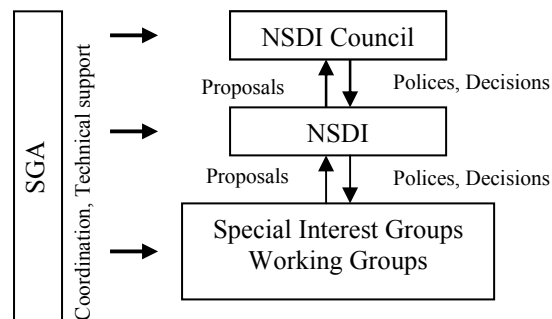 NSDI Council
Proposals
Polices, Decisions
NSDI
Proposals
Polices, Decisions
Special Interest Groups
Working Groups
SGA
Coordination, Technical support